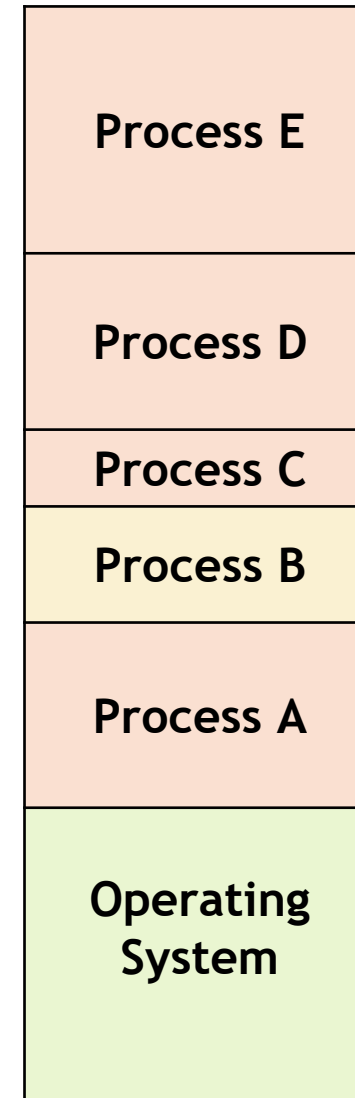 Process E
Process D
Process C
Process B
Process A
Operating
System